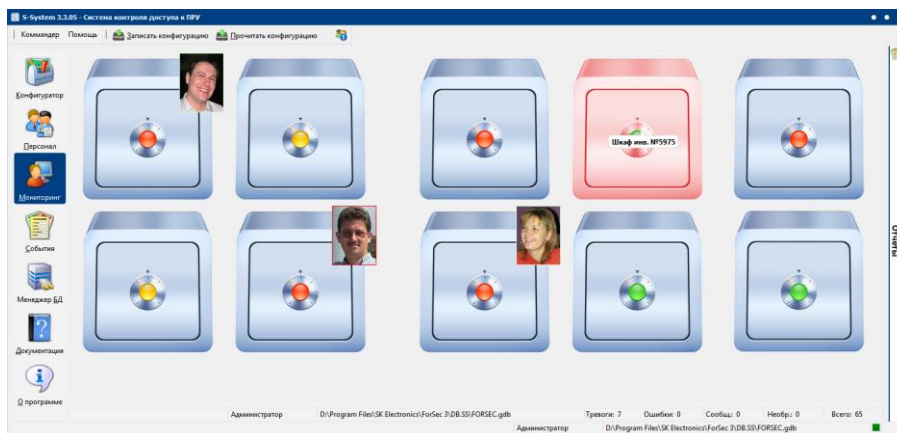 S-System 3.3.05 - Система контроля доступа к ПРУ
Коммандер Помощь Записать конфигурацию Прочитать конфигурацию
Конфигуратор
Персонал
Мониторинг
События
Менеджер БД
Документация
О программе
Шкаф инв. №5975
Отчеты
Администратор D:\Program Files\SK Electronics\ForSec 3\DB.SS\FORSEC.gdb Тревоги: 7 Ошибки: 0 Сообщ.: 0 Необр.: 0 Всего: 65
Администратор D:\Program Files\SK Electronics\ForSec 3\DB.SS\FORSEC.gdb